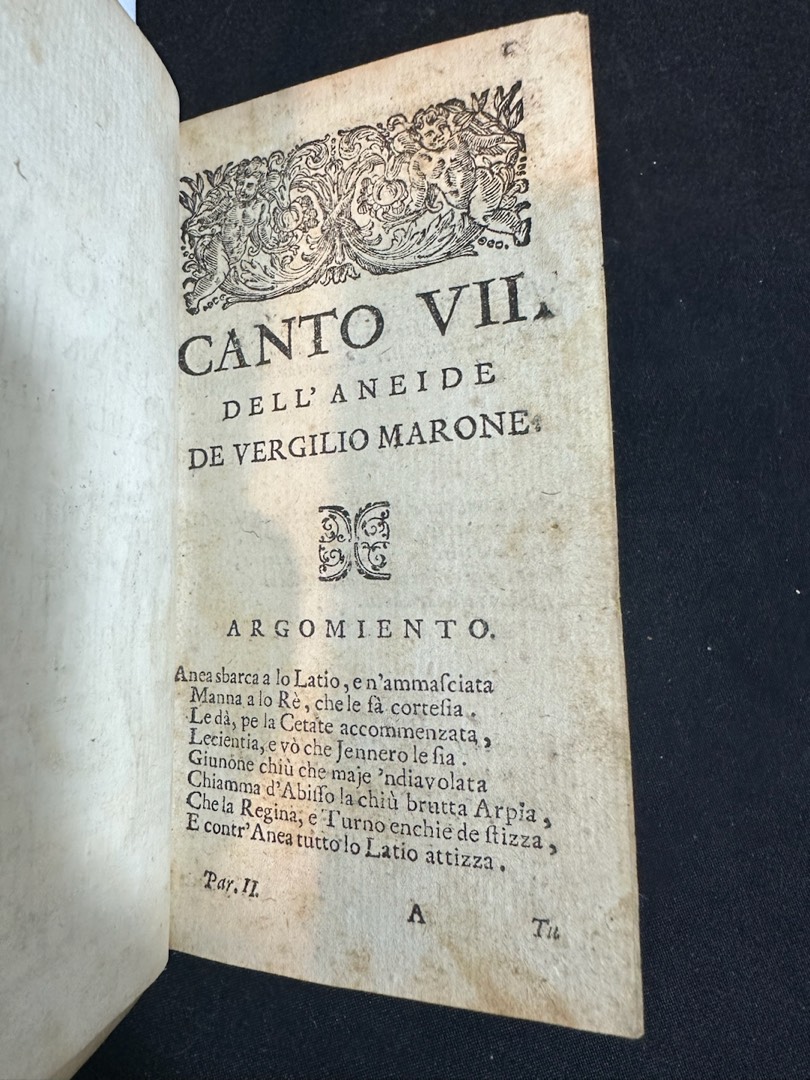 CANTO VII.
DELL'ANEIDE
DE VERGILIO MARONE.
ARGOMIENTO.
Anea sbarca a lo Latio, e n'ammaſciata
Manna a lo Rè, che le fà corteſia.
Le dà, pe la Cetate accommenzata,
Lecientia, e vò che Jennero le ſia.
Giunone chiù che maje 'ndiavolata
Chiamma d'Abiſſo la chiù brutta Arpia,
Che la Regina, e Turno enchie de ſtizza,
E contr'Anea tutto lo Latio attizza.
Par. II.
A
Tu